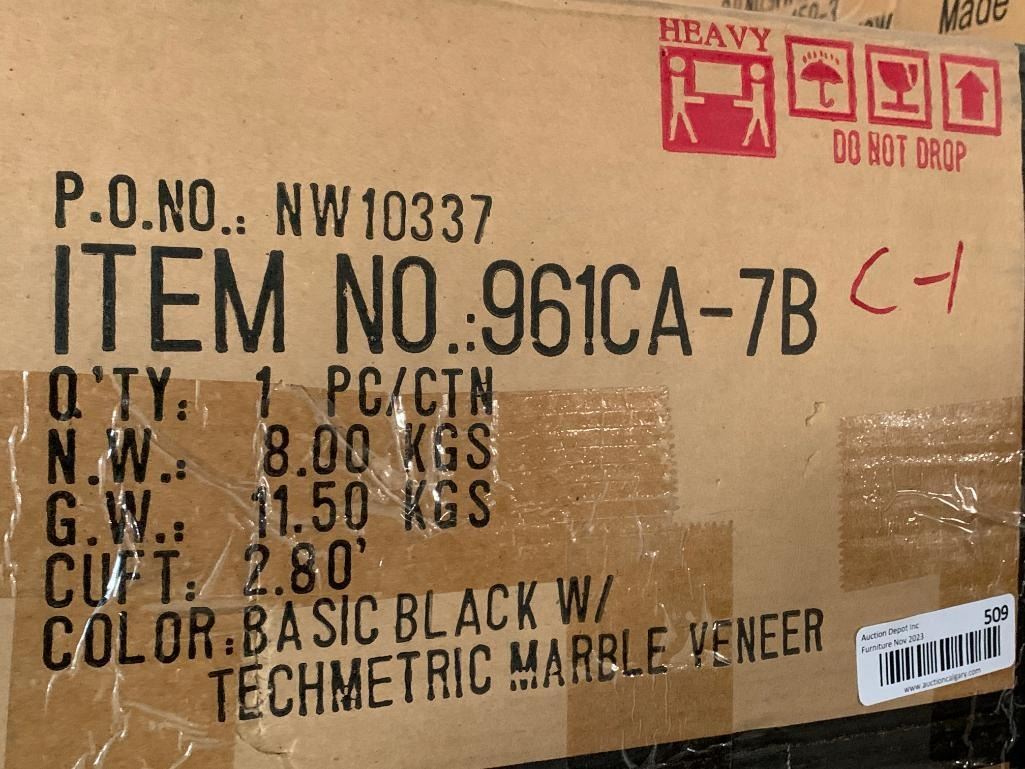 Made
HEAVY
DO NOT DROP
P.O.NO.: NW10337
ITEM NO.:961CA-7B
C-1
Q'TY: 1 PC/CTN
N.W.: 8.00 KGS
G.W.: 11.50 KGS
CUFT: 2.80'
COLOR:BASIC BLACK W/
TECHMETRIC MARBLE VENEER
509
Auction Depot Inc
Furniture Nov 2023
www.auctioncalgary.com